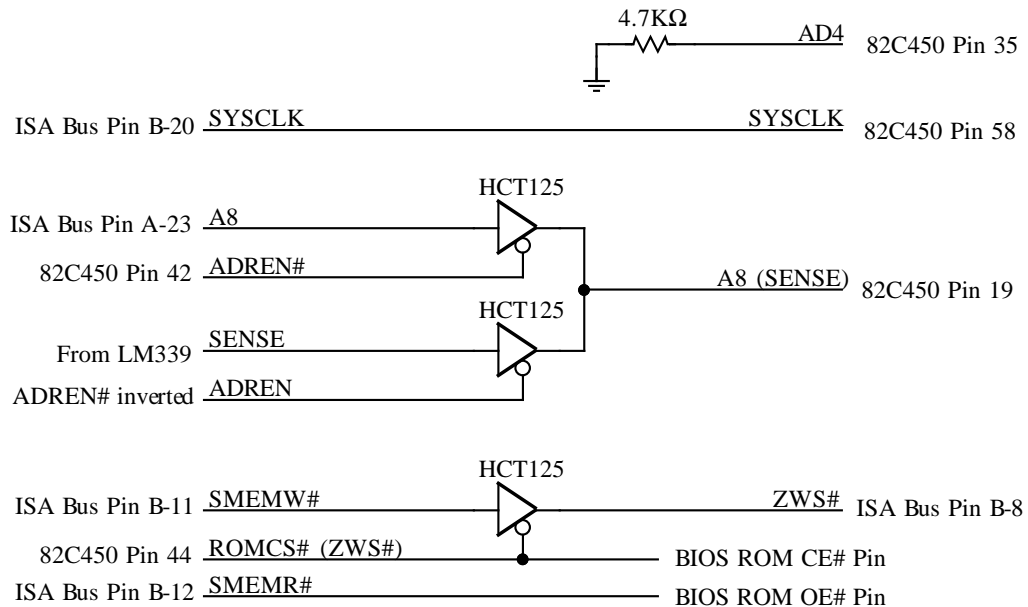 4.7KΩ
AD4 82C450 Pin 35
ISA Bus Pin B-20 SYSCLK SYSCLK 82C450 Pin 58
HCT125
ISA Bus Pin A-23 A8
82C450 Pin 42 ADREN#
A8 (SENSE) 82C450 Pin 19
HCT125
From LM339 SENSE
ADREN# inverted ADREN
HCT125
ISA Bus Pin B-11 SMEMW# ZWS# ISA Bus Pin B-8
82C450 Pin 44 ROMCS# (ZWS#) BIOS ROM CE# Pin
ISA Bus Pin B-12 SMEMR# BIOS ROM OE# Pin